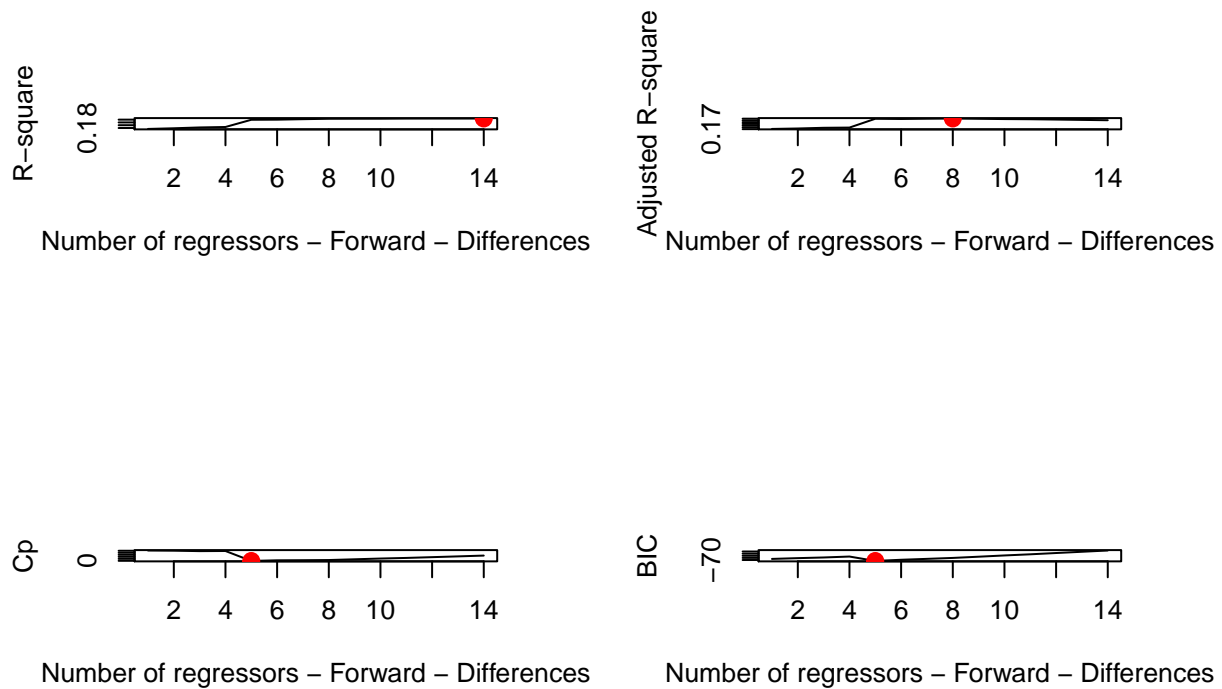 R−square
0.18
2 4 6 8 10 14
Number of regressors − Forward − Differences
Adjusted R−square
0.17
2 4 6 8 10 14
Number of regressors − Forward − Differences
Cp
0
2 4 6 8 10 14
Number of regressors − Forward − Differences
BIC
−70
2 4 6 8 10 14
Number of regressors − Forward − Differences